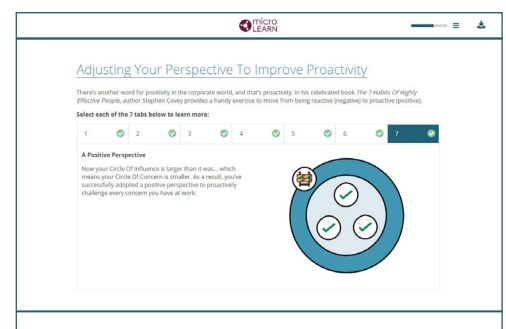 micro
LEARN
Adjusting Your Perspective To Improve Proactivity
There's another word for positivity in the corporate world, and that's proactivity. In his celebrated book The 7 Habits Of Highly
Effective People, author Stephen Covey provides a handy exercise to move from being reactive (negative) to proactive (positive).
Select each of the 7 tabs below to learn more:
1 2 3 4 5 6 7
A Positive Perspective
Now your Circle Of Influence is larger than it was... which
means your Circle Of Concern is smaller. As a result, you've
successfully adopted a positive perspective to proactively
challenge every concern you have at work.